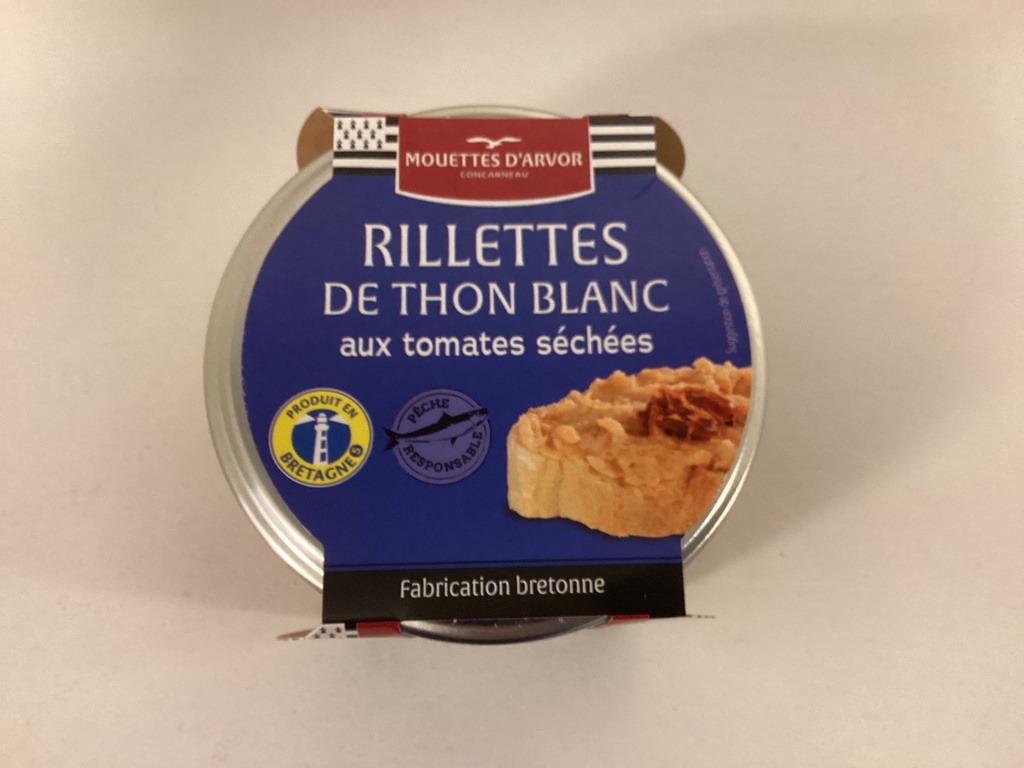 MOUETTES D'ARVOR
CONCARNEAU
RILLETTES
DE THON BLANC
aux tomates séchées
Suggestion de présentation
PRODUIT EN
BRETAGNE
PÊCHE
RESPONSABLE
Fabrication bretonne